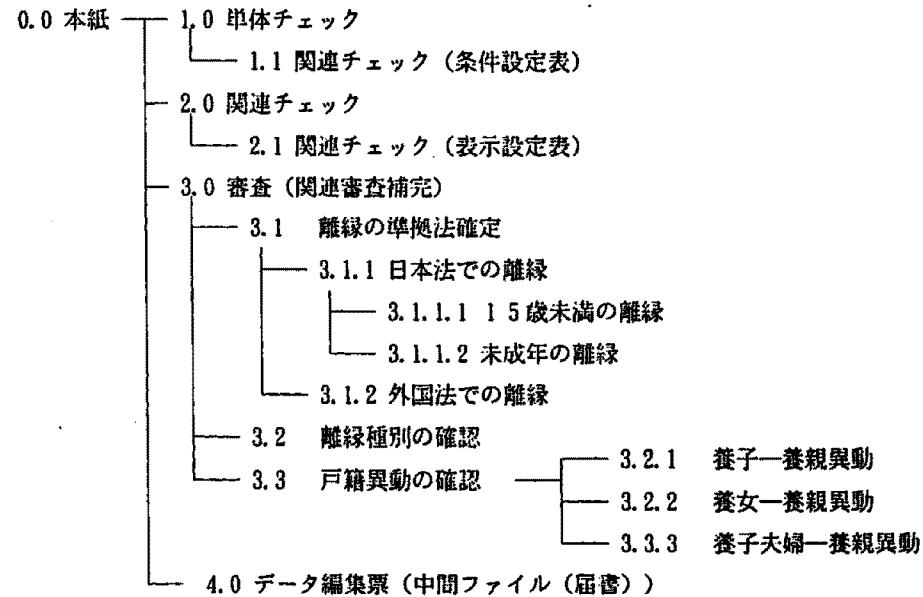 0.0 本紙
1.0 単体チェック
1.1 関連チェック（条件設定表）
2.0 関連チェック
2.1 関連チェック（表示設定表）
3.0 審査（関連審査補完）
3.1 離縁の準拠法確定
3.1.1 日本法での離縁
3.1.1.1 １５歳未満の離縁
3.1.1.2 未成年の離縁
3.1.2 外国法での離縁
3.2 離縁種別の確認
3.3 戸籍異動の確認
3.2.1 養子―養親異動
3.2.2 養女―養親異動
3.3.3 養子夫婦―養親異動
4.0 データ編集票（中間ファイル（届書））